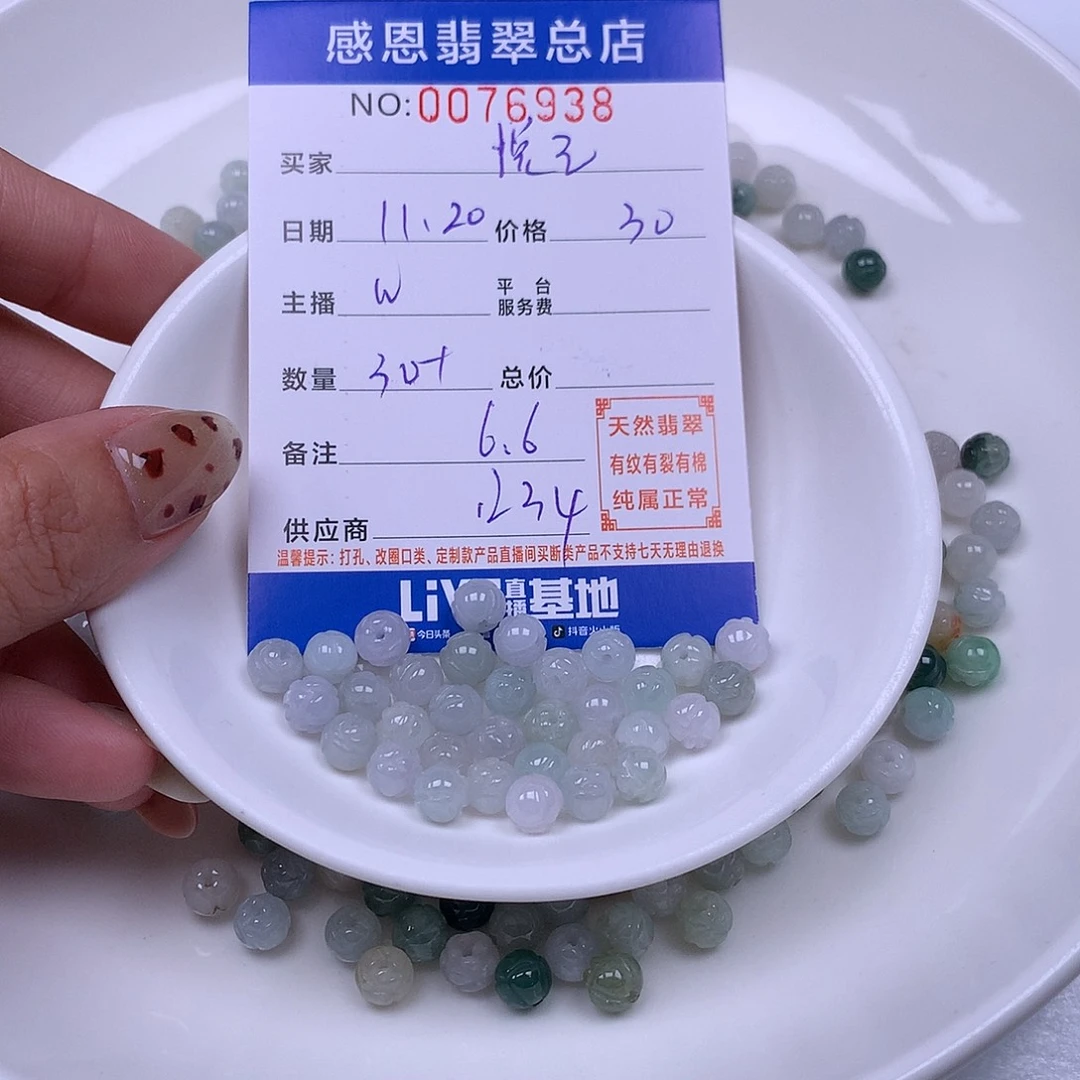 感恩翡翠总店
NO:0076938
买家 悦王
日期 11.20 价格 30
主播 W 平台服务费
数量 30+ 总价
备注 6.6
供应商 .234
天然翡翠
有纹有裂有棉
纯属正常
温馨提示：打孔、改圈口类、定制款产品直播间买断类产品不支持七天无理由退换
直播基地
今日头条 抖音火山版